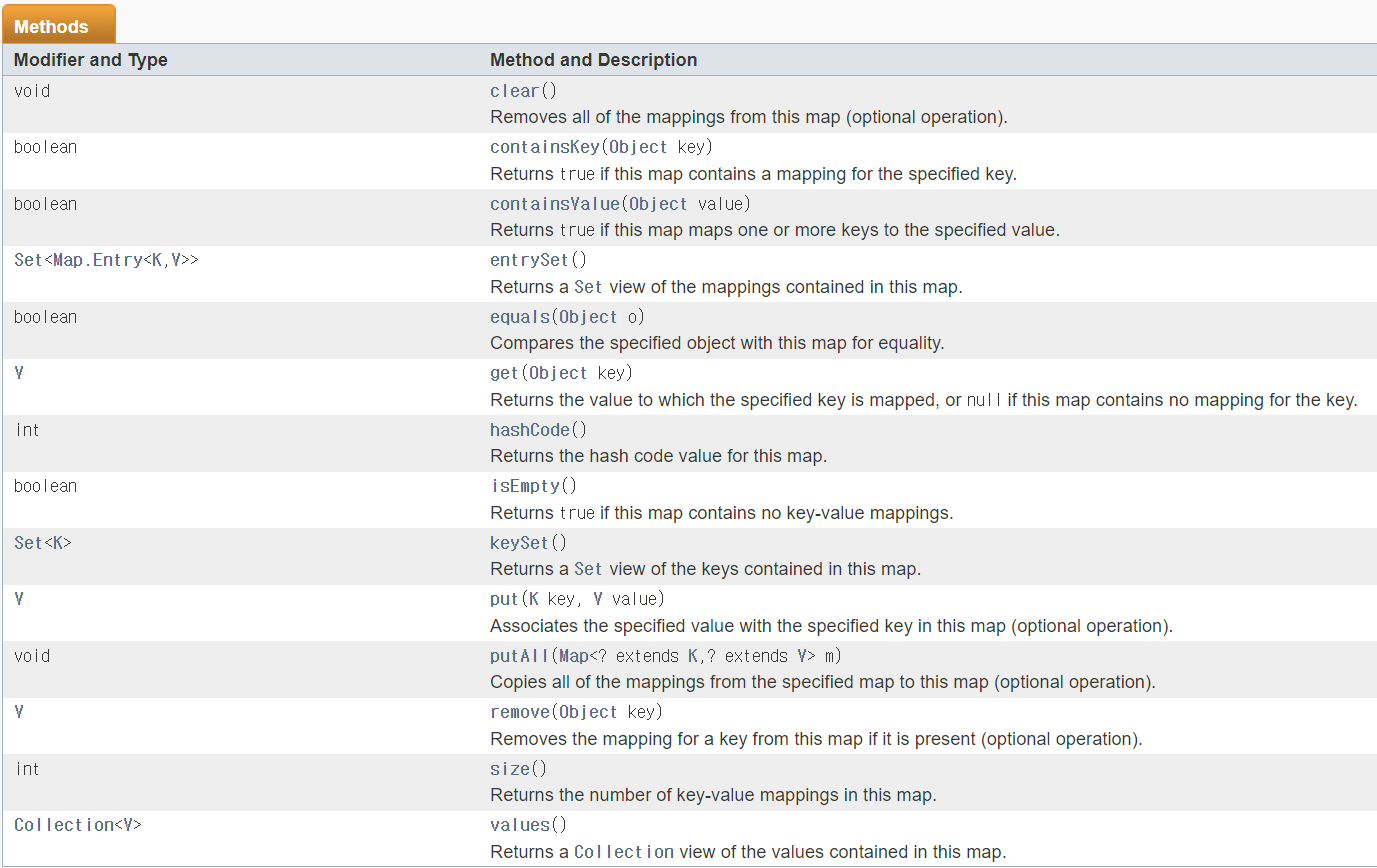 Methods
Modifier and Type Method and Description
void clear()
Removes all of the mappings from this map (optional operation).
boolean containsKey(Object key)
Returns true if this map contains a mapping for the specified key.
boolean containsValue(Object value)
Returns true if this map maps one or more keys to the specified value.
Set<Map.Entry<K,V>> entrySet()
Returns a Set view of the mappings contained in this map.
boolean equals(Object o)
Compares the specified object with this map for equality.
V get(Object key)
Returns the value to which the specified key is mapped, or null if this map contains no mapping for the key.
int hashCode()
Returns the hash code value for this map.
boolean isEmpty()
Returns true if this map contains no key-value mappings.
Set<K> keySet()
Returns a Set view of the keys contained in this map.
V put(K key, V value)
Associates the specified value with the specified key in this map (optional operation).
void putAll(Map<? extends K,? extends V> m)
Copies all of the mappings from the specified map to this map (optional operation).
V remove(Object key)
Removes the mapping for a key from this map if it is present (optional operation).
int size()
Returns the number of key-value mappings in this map.
Collection<V> values()
Returns a Collection view of the values contained in this map.